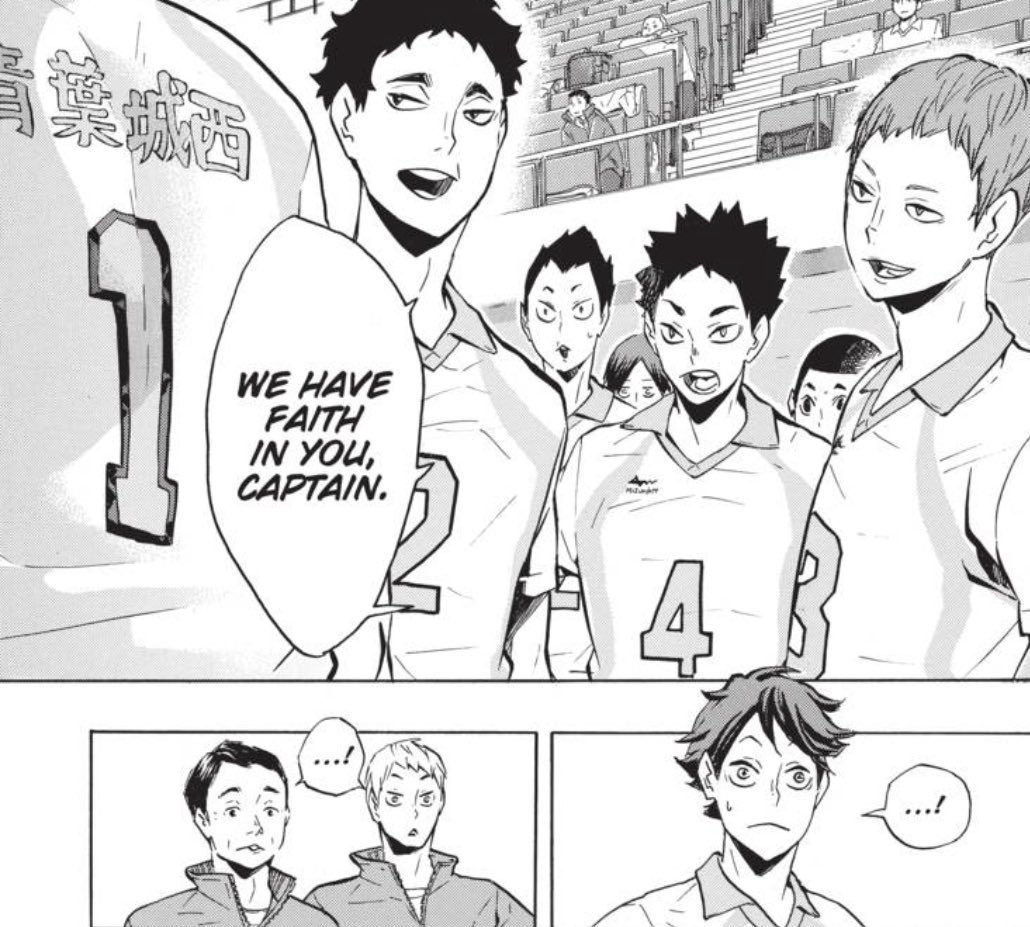 青葉城西
1
WE HAVE
FAITH
IN YOU,
CAPTAIN.
2
4
3
...!
...!